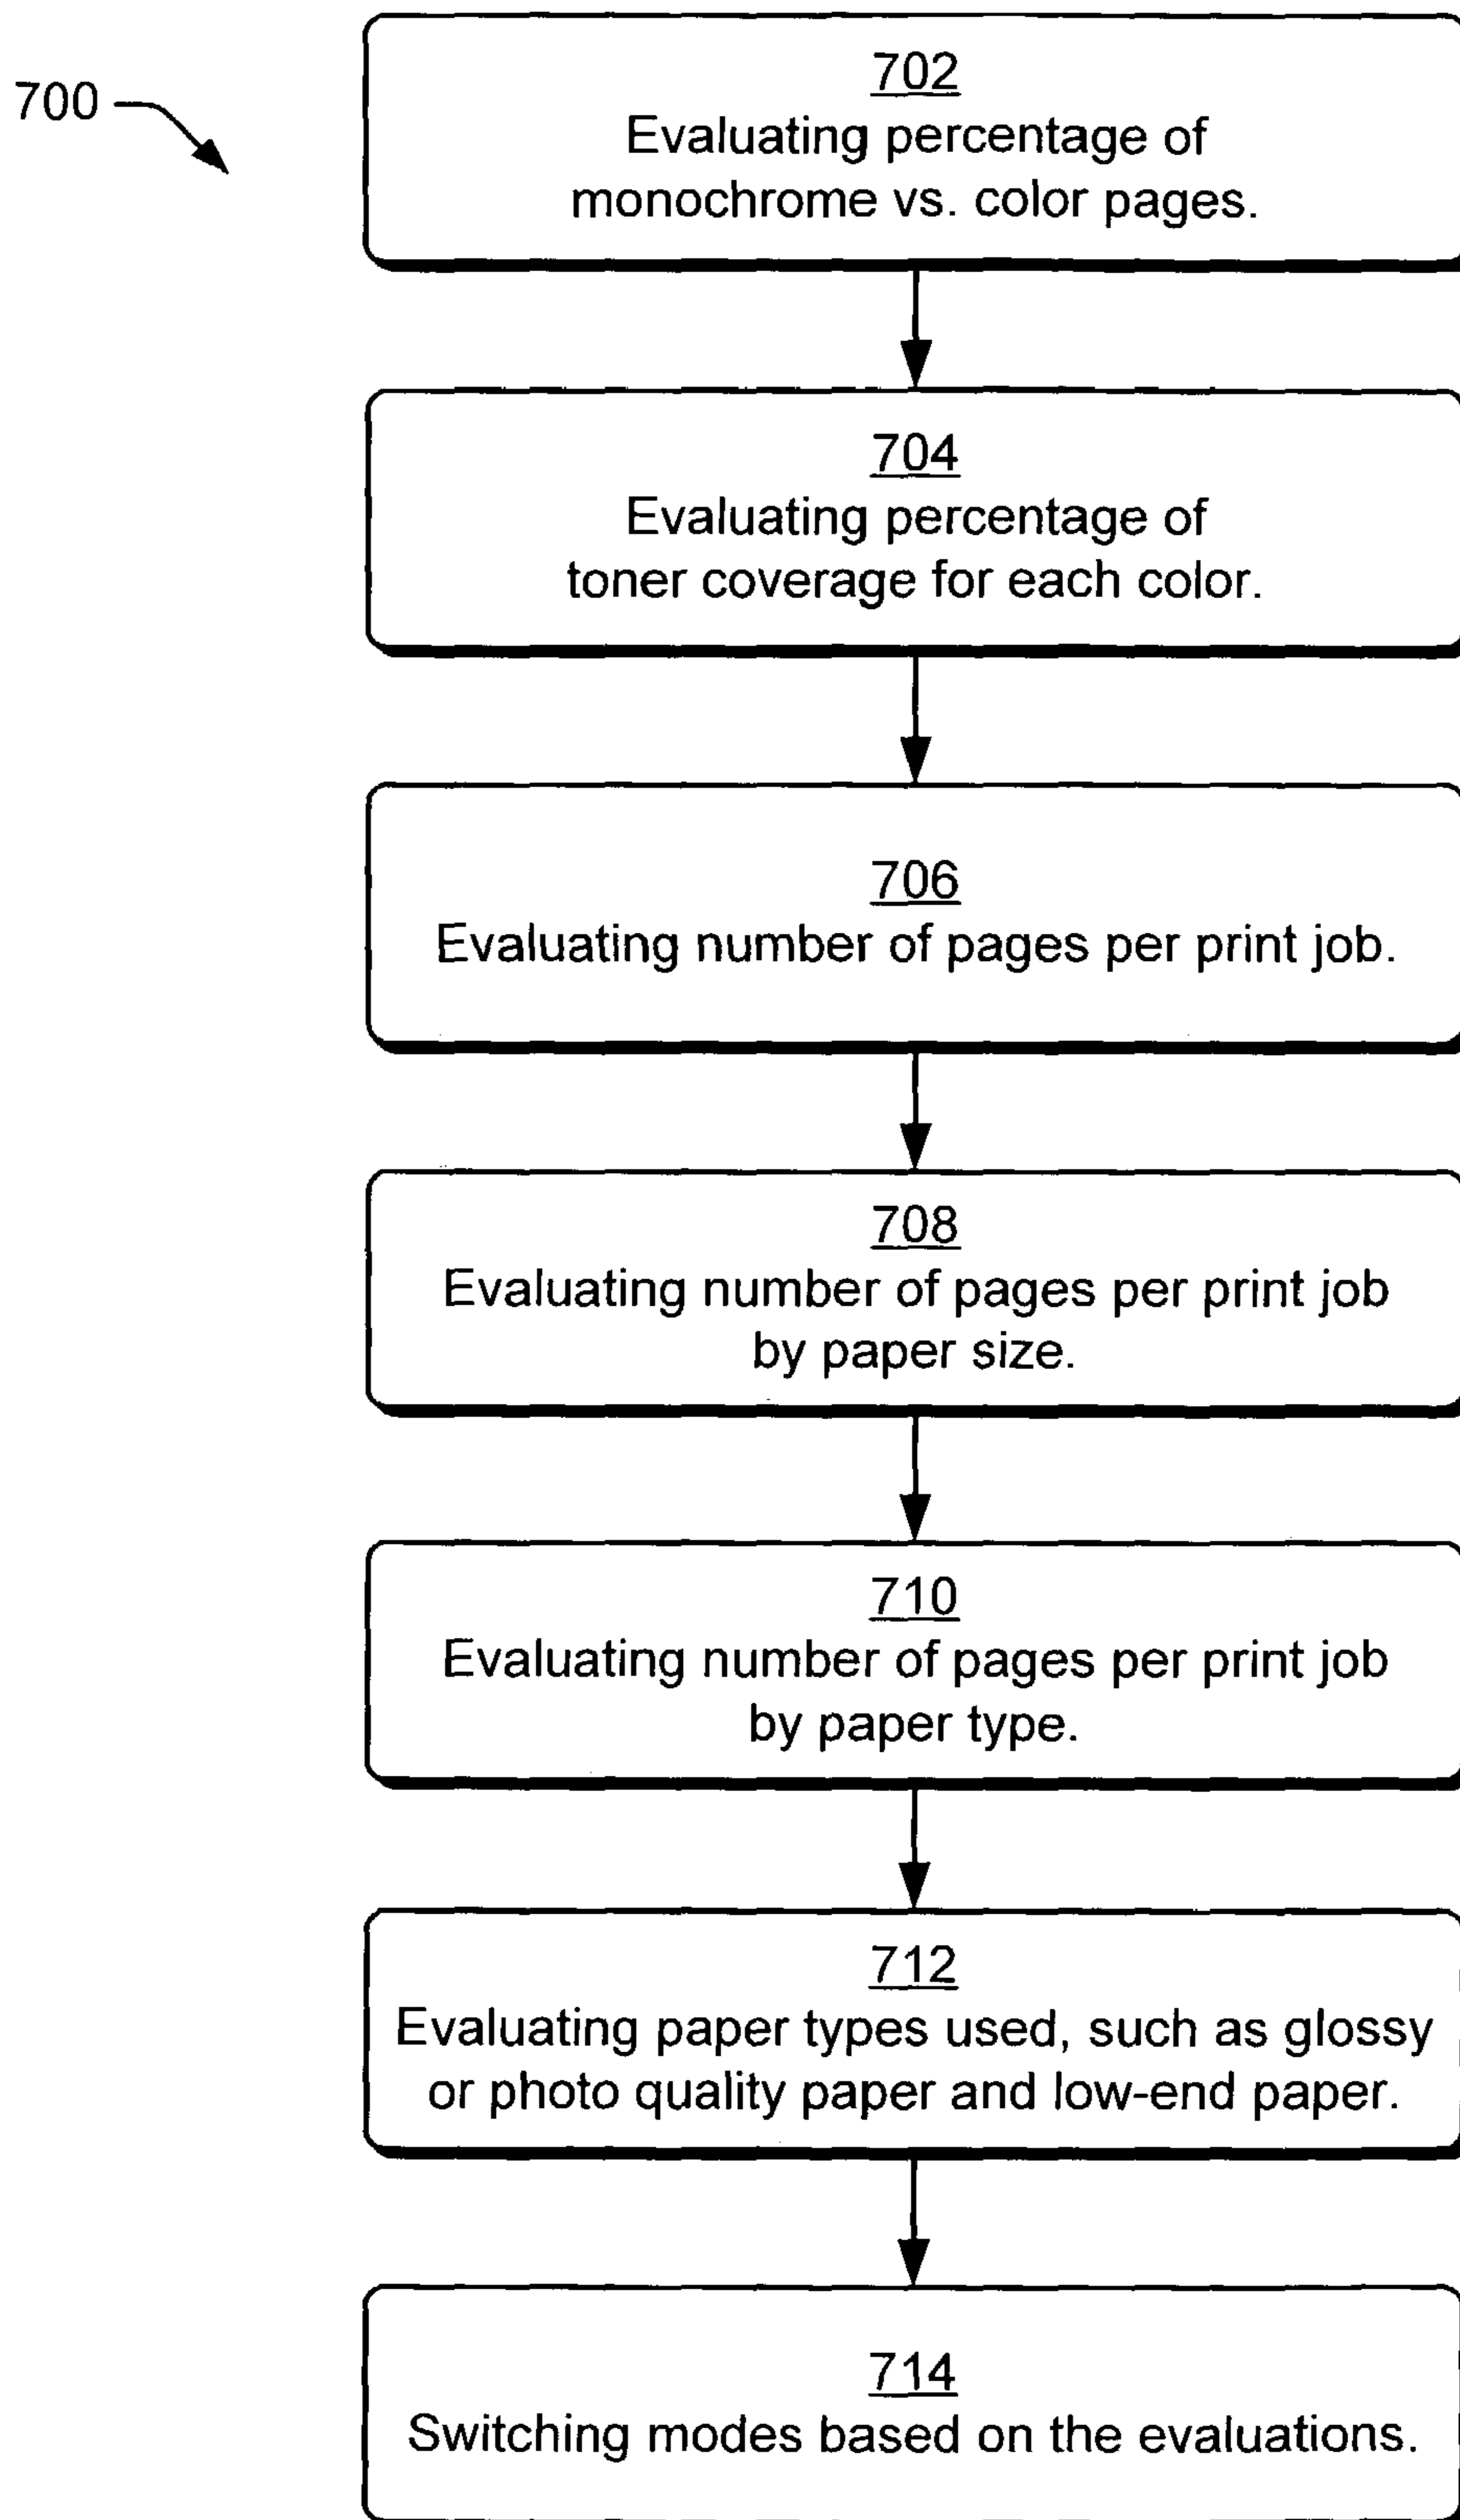 700
702
Evaluating percentage of
monochrome vs. color pages.
704
Evaluating percentage of
toner coverage for each color.
706
Evaluating number of pages per print job.
708
Evaluating number of pages per print job
by paper size.
710
Evaluating number of pages per print job
by paper type.
712
Evaluating paper types used, such as glossy
or photo quality paper and low-end paper.
714
Switching modes based on the evaluations.